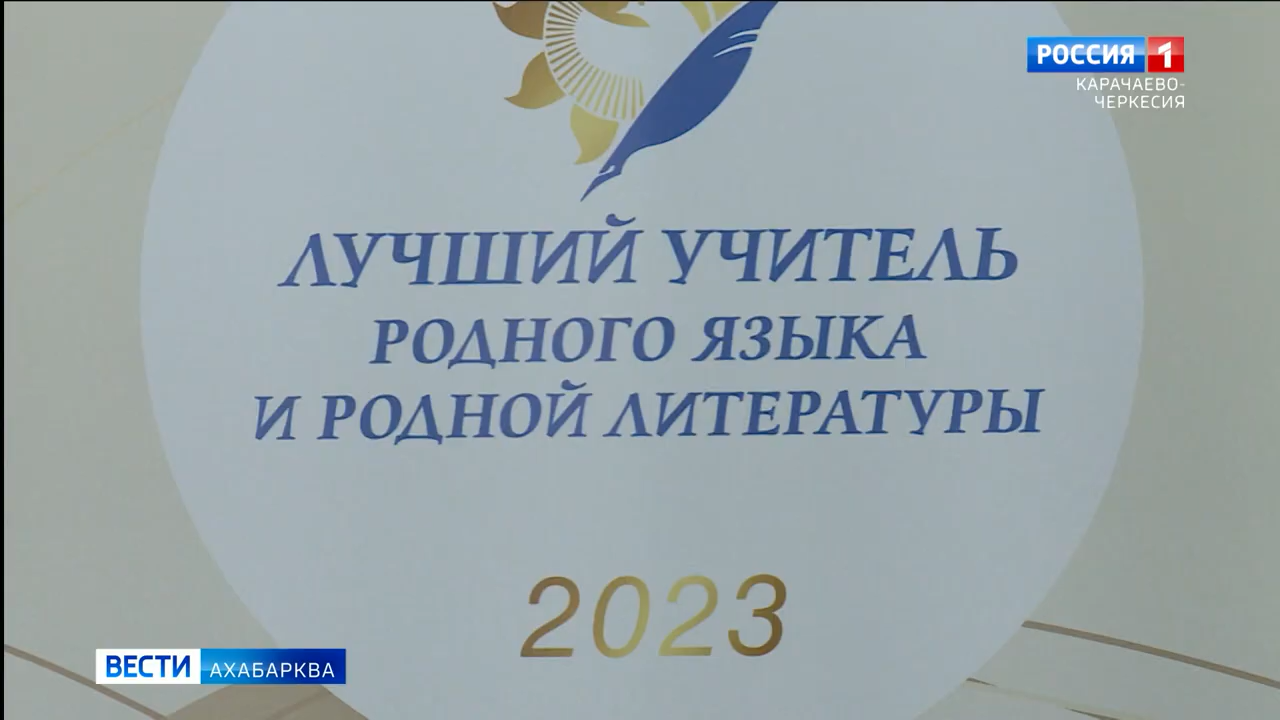 РОССИЯ 1
КАРАЧАЕВО-
ЧЕРКЕСИЯ
ЛУЧШИЙ УЧИТЕЛЬ
РОДНОГО ЯЗЫКА
И РОДНОЙ ЛИТЕРАТУРЫ
2023
ВЕСТИ АХАБАРКВА